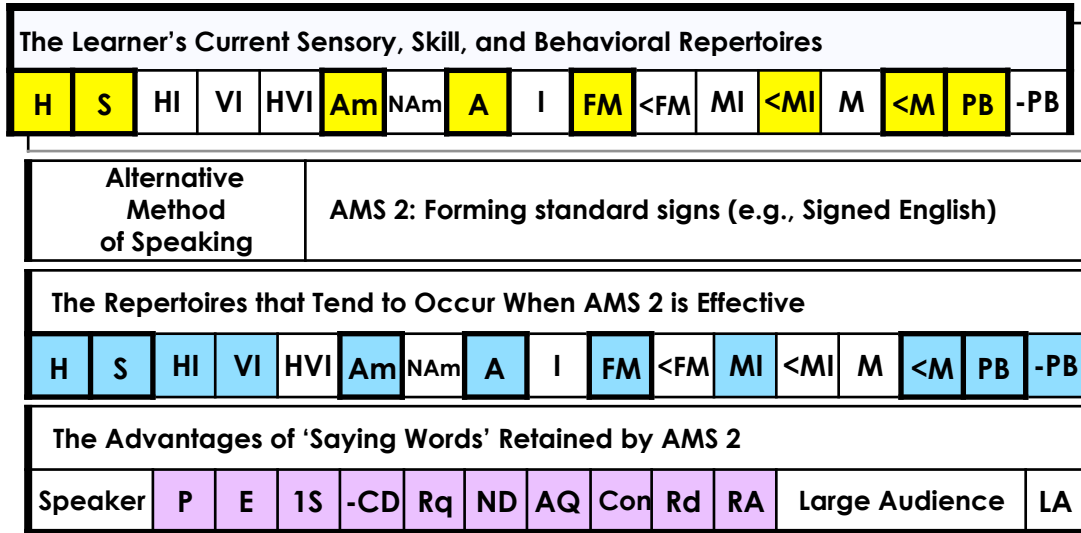 The Learner’s Current Sensory, Skill, and Behavioral Repertoires
H S HI VI HVI Am NAm A I FM <FM MI <MI M <M PB -PB
Alternative
Method
of Speaking
AMS 2: Forming standard signs (e.g., Signed English)
The Repertoires that Tend to Occur When AMS 2 is Effective
H S HI VI HVI Am NAm A I FM <FM MI <MI M <M PB -PB
The Advantages of ‘Saying Words’ Retained by AMS 2
Speaker P E 1S -CD Rq ND AQ Con Rd RA Large Audience LA